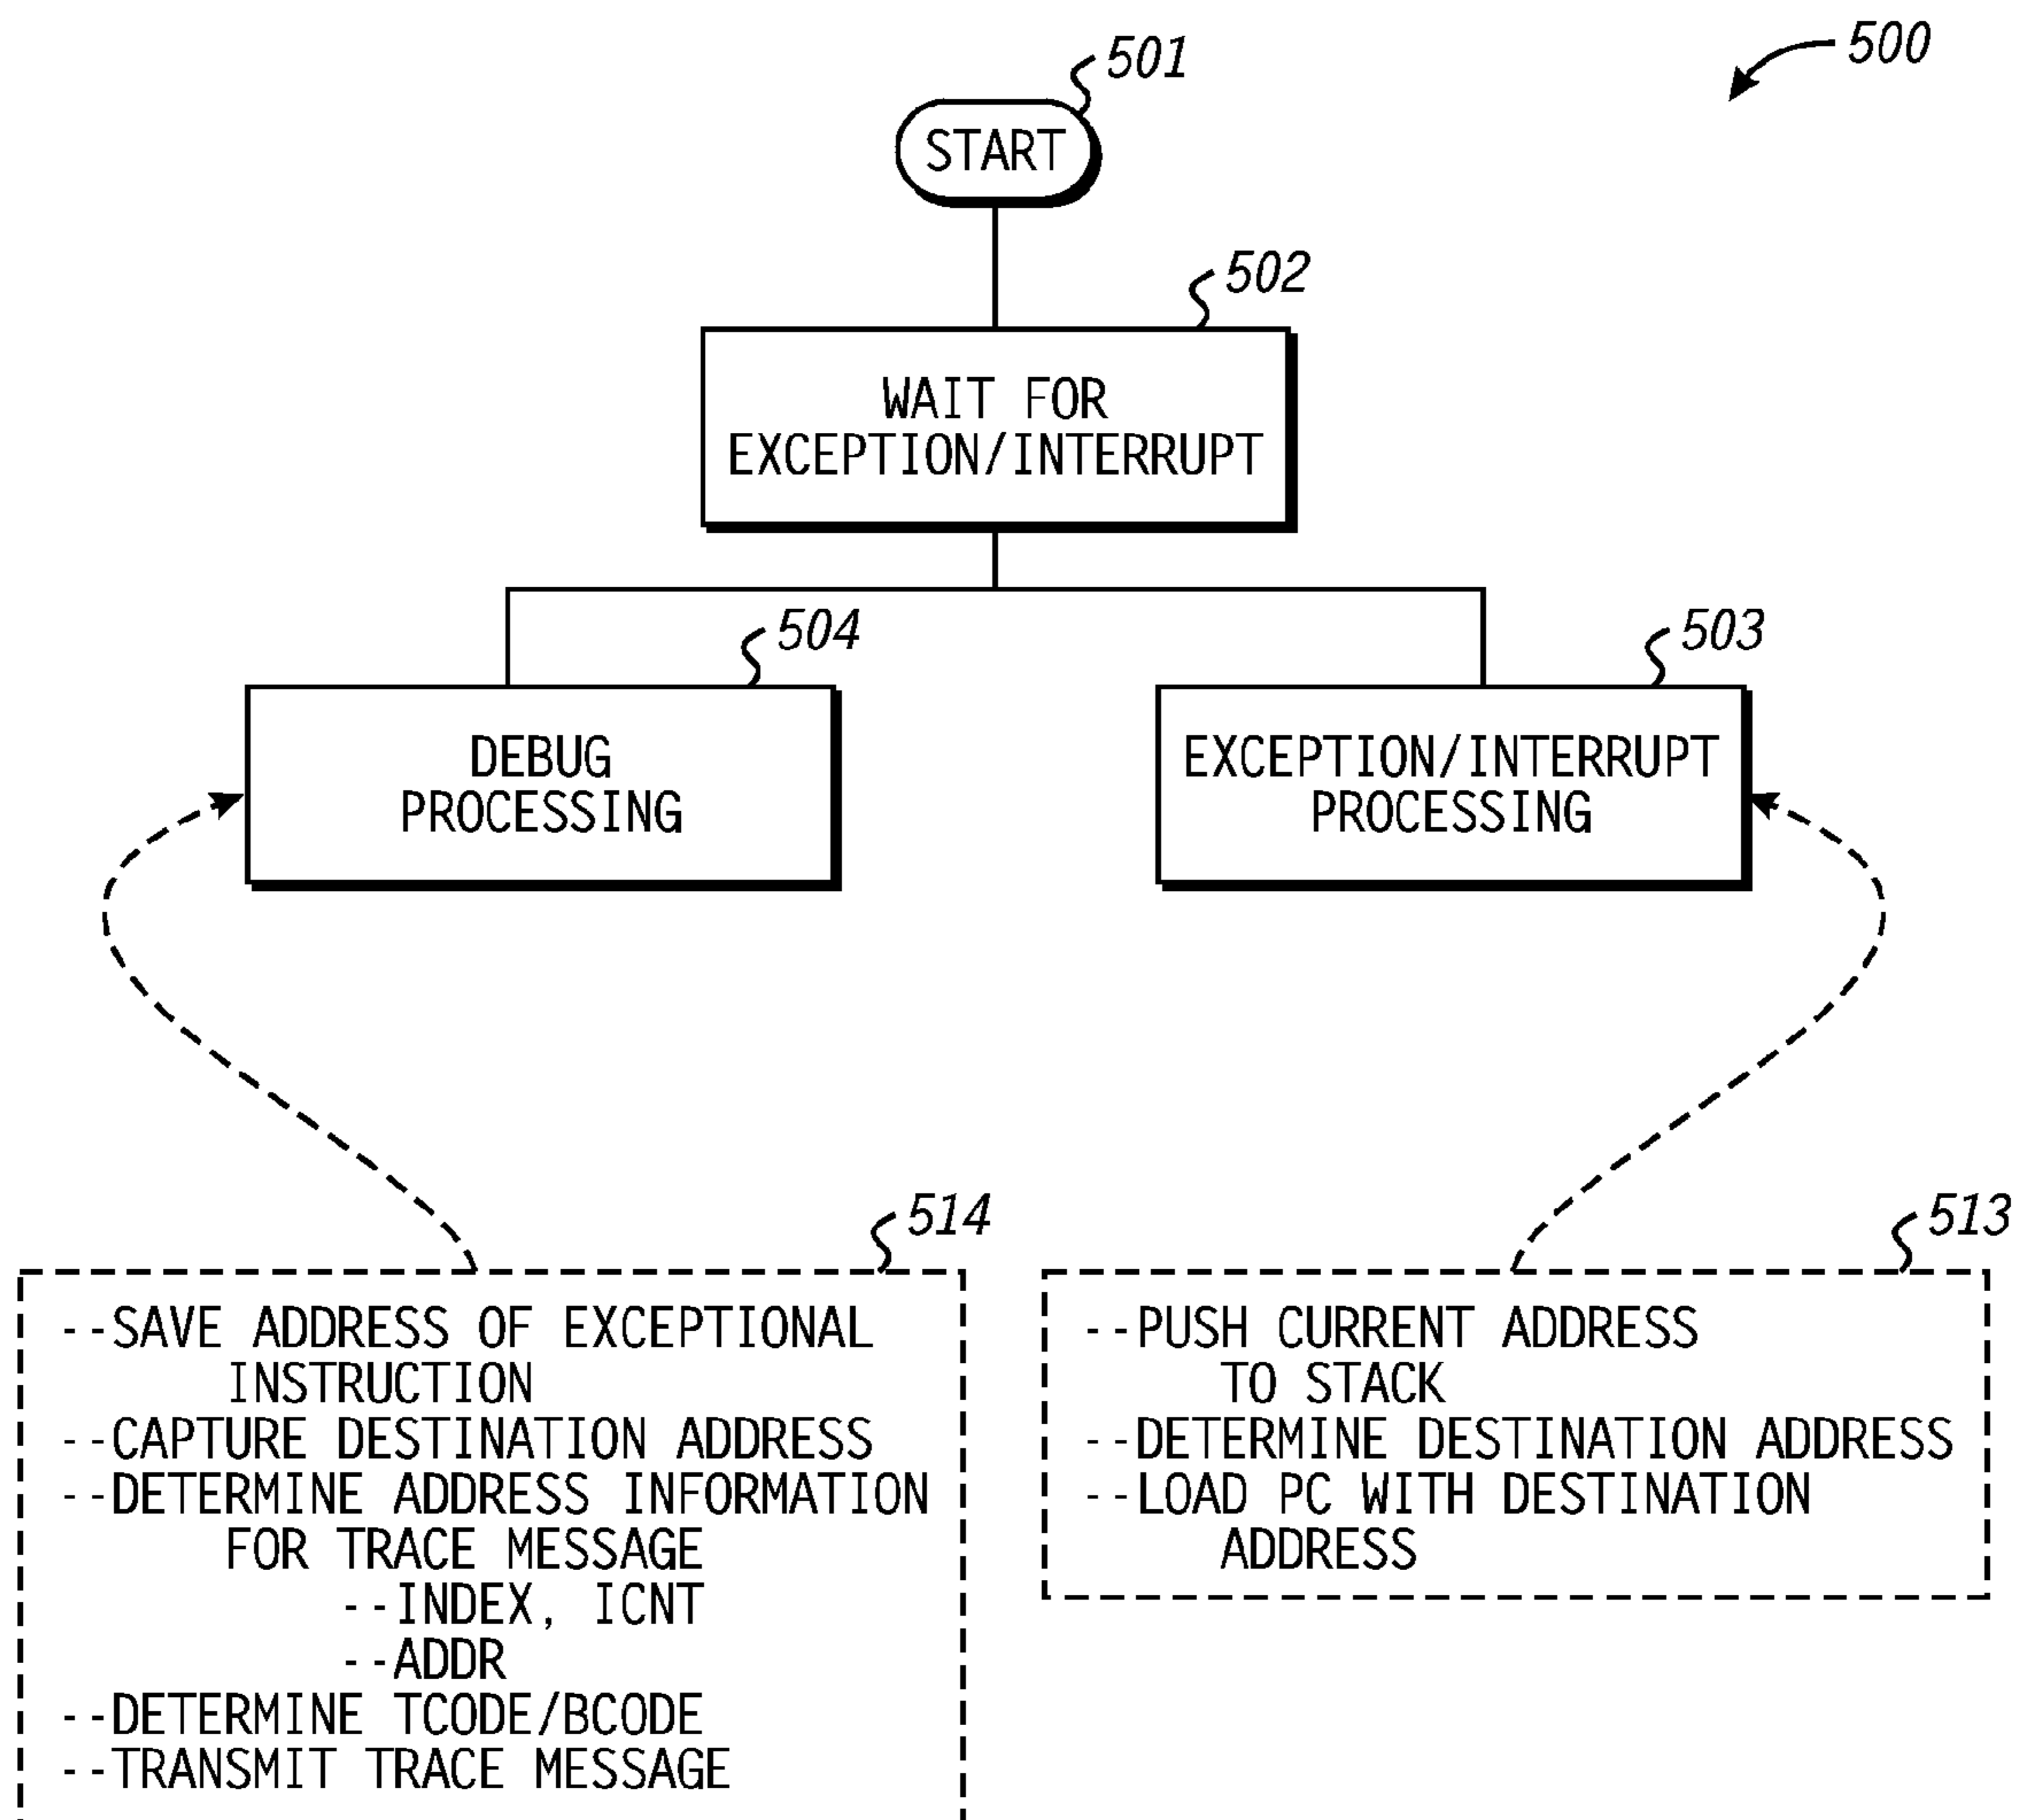 500
501
START
502
WAIT FOR
EXCEPTION/INTERRUPT
504
DEBUG
PROCESSING
503
EXCEPTION/INTERRUPT
PROCESSING
514
--SAVE ADDRESS OF EXCEPTIONAL
INSTRUCTION
--CAPTURE DESTINATION ADDRESS
--DETERMINE ADDRESS INFORMATION
FOR TRACE MESSAGE
--INDEX, ICNT
--ADDR
--DETERMINE TCODE/BCODE
--TRANSMIT TRACE MESSAGE
513
--PUSH CURRENT ADDRESS
TO STACK
--DETERMINE DESTINATION ADDRESS
--LOAD PC WITH DESTINATION
ADDRESS